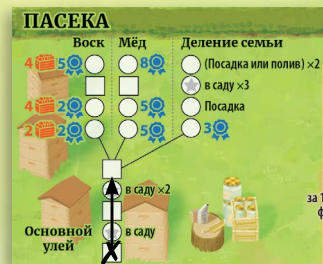 ПАСЕКА
Воск Мёд Деление семьи
4 5 8 (Посадка или полив) ×2
в саду ×3
4 2 5 Посадка
2 2 5 3
в саду ×2
за 1
Основной улей
в саду